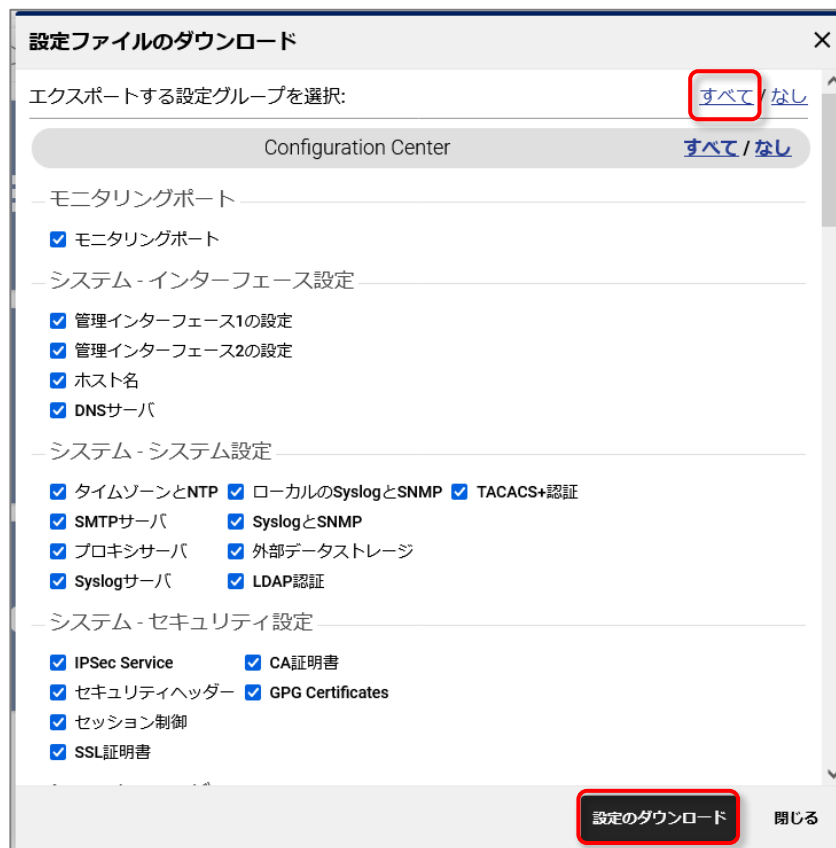 設定ファイルのダウンロード ×
エクスポートする設定グループを選択: すべて / なし
Configuration Center すべて / なし
モニタリングポート
モニタリングポート
システム - インターフェース設定
管理インターフェース1の設定
管理インターフェース2の設定
ホスト名
DNSサーバ
システム - システム設定
タイムゾーンとNTP ローカルのSyslogとSNMP TACACS+認証
SMTPサーバ SyslogとSNMP
プロキシサーバ 外部データストレージ
Syslogサーバ LDAP認証
システム - セキュリティ設定
IPSec Service CA証明書
セキュリティヘッダー GPG Certificates
セッション制御
SSL証明書
設定のダウンロード 閉じる